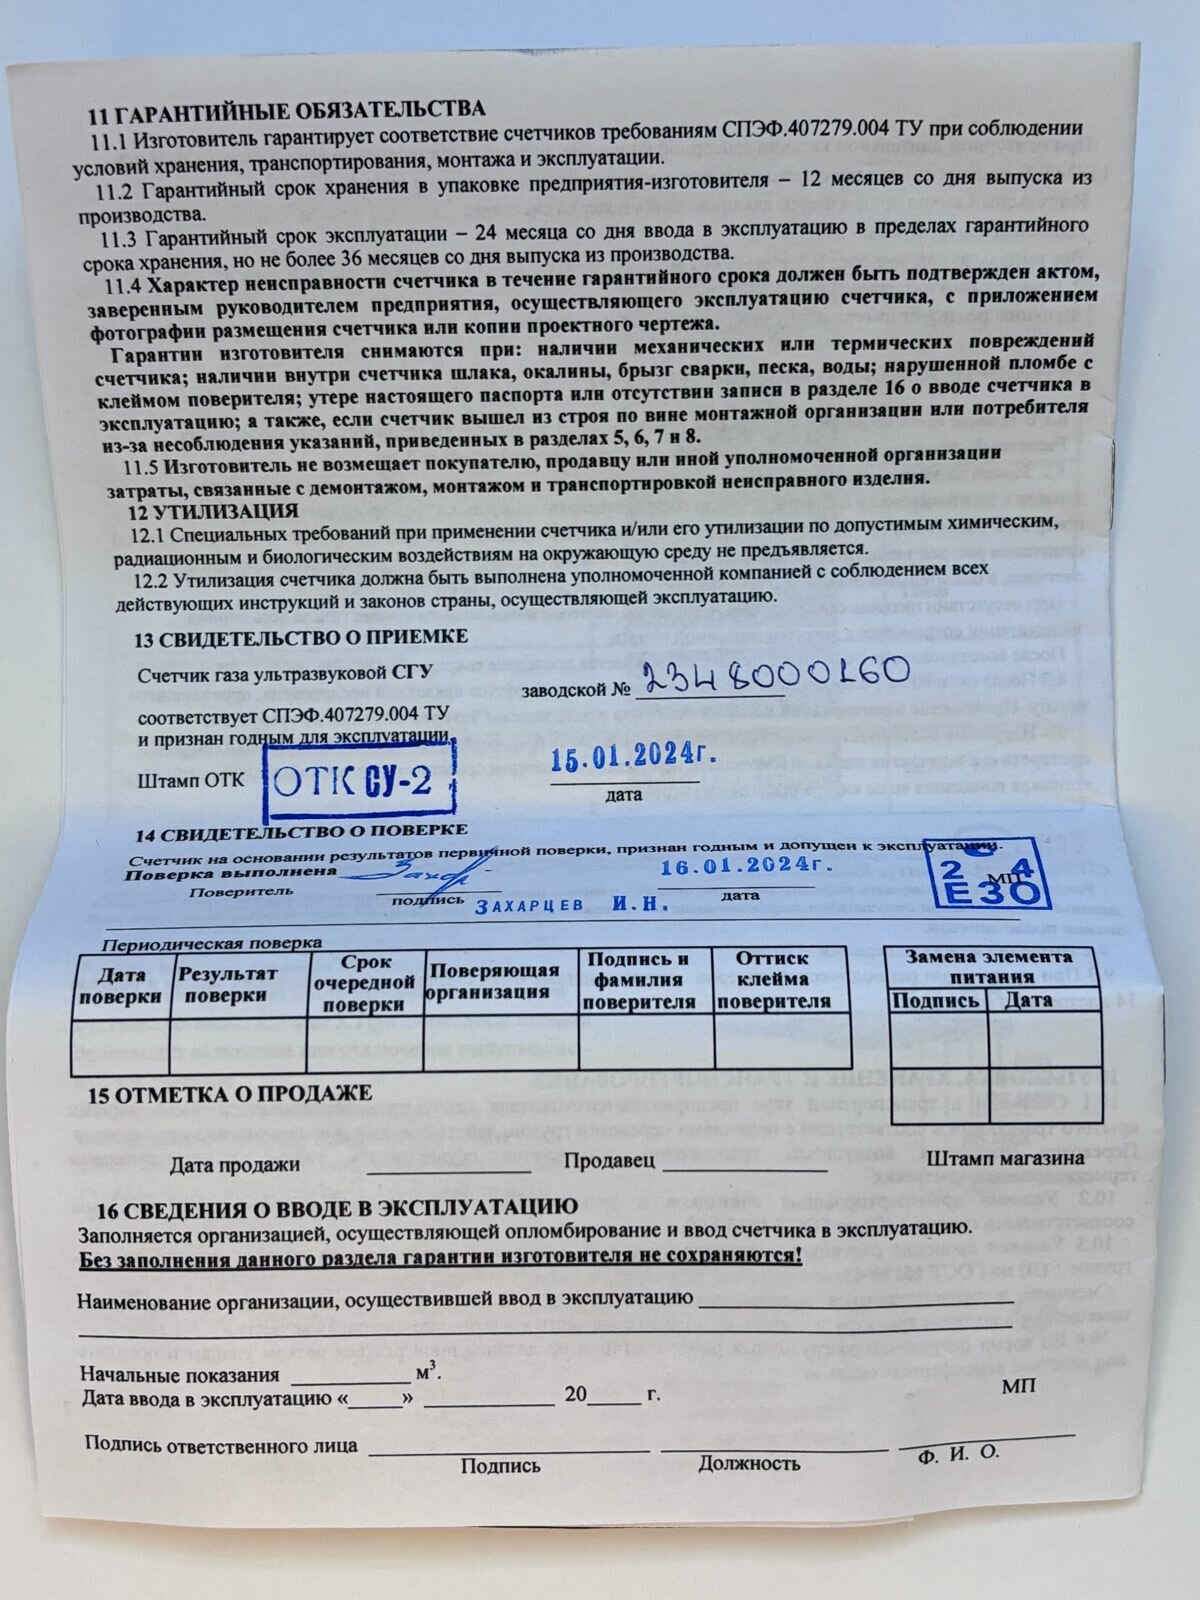 11 ГАРАНТИЙНЫЕ ОБЯЗАТЕЛЬСТВА
11.1 Изготовитель гарантирует соответствие счетчиков требованиям СПЭФ.407279.004 ТУ при соблюдении
условий хранения, транспортирования, монтажа и эксплуатации.
11.2 Гарантийный срок хранения в упаковке предприятия-изготовителя – 12 месяцев со дня выпуска из
производства.
11.3 Гарантийный срок эксплуатации – 24 месяца со дня ввода в эксплуатацию в пределах гарантийного
срока хранения, но не более 36 месяцев со дня выпуска из производства.
11.4 Характер неисправности счетчика в течение гарантийного срока должен быть подтвержден актом,
заверенным руководителем предприятия, осуществляющего эксплуатацию счетчика, с приложением
фотографии размещения счетчика или копии проектного чертежа.
Гарантии изготовителя снимаются при: наличии механических или термических повреждений
счетчика; наличии внутри счетчика шлака, окалины, брызг сварки, песка, воды; нарушенной пломбе с
клеймом поверителя; утере настоящего паспорта или отсутствии записи в разделе 16 о вводе счетчика в
эксплуатацию; а также, если счетчик вышел из строя по вине монтажной организации или потребителя
из-за несоблюдения указаний, приведенных в разделах 5, 6, 7 и 8.
11.5 Изготовитель не возмещает покупателю, продавцу или иной уполномоченной организации
затраты, связанные с демонтажом, монтажом и транспортировкой неисправного изделия.
12 УТИЛИЗАЦИЯ
12.1 Специальных требований при применении счетчика и/или его утилизации по допустимым химическим,
радиационным и биологическим воздействиям на окружающую среду не предъявляется.
12.2 Утилизация счетчика должна быть выполнена уполномоченной компанией с соблюдением всех
действующих инструкций и законов страны, осуществляющей эксплуатацию.
13 СВИДЕТЕЛЬСТВО О ПРИЕМКЕ
Счетчик газа ультразвуковой СГУ заводской № 2348000160
соответствует СПЭФ.407279.004 ТУ
и признан годным для эксплуатации.
Штамп ОТК ОТК СУ-2 15.01.2024г.
дата
14 СВИДЕТЕЛЬСТВО О ПОВЕРКЕ
Счетчик на основании результатов первичной поверки, признан годным и допущен к эксплуатации.
Поверка выполнена 16.01.2024г. 2 4 МП
Поверитель подпись дата ЕЗО
ЗАХАРЦЕВ И.Н.
Периодическая поверка
Дата поверки Результат поверки Срок очередной поверки Поверяющая организация Подпись и фамилия поверителя Оттиск клейма поверителя
Замена элемента питания
Подпись Дата
15 ОТМЕТКА О ПРОДАЖЕ
Дата продажи Продавец Штамп магазина
16 СВЕДЕНИЯ О ВВОДЕ В ЭКСПЛУАТАЦИЮ
Заполняется организацией, осуществляющей опломбирование и ввод счетчика в эксплуатацию.
Без заполнения данного раздела гарантии изготовителя не сохраняются!
Наименование организации, осуществившей ввод в эксплуатацию
Начальные показания м³.
Дата ввода в эксплуатацию «_____» ____________ 20_____ г. МП
Подпись ответственного лица
Подпись Должность Ф. И. О.